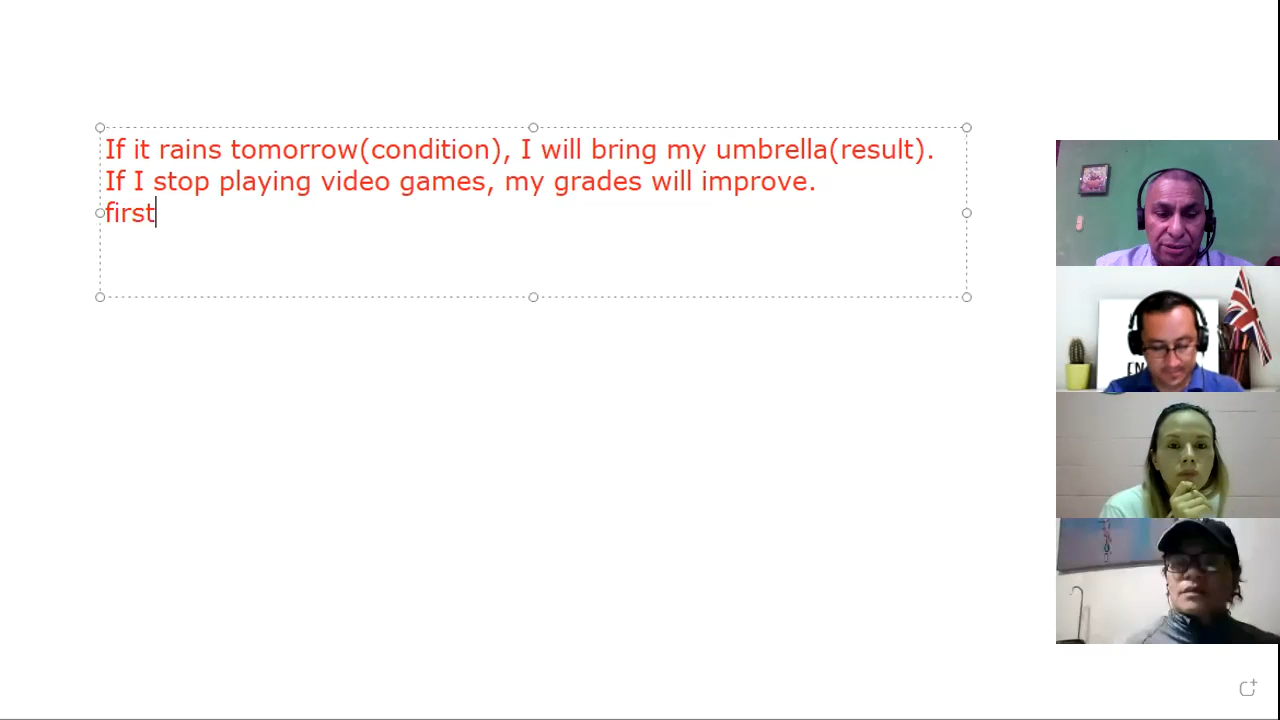 If it rains tomorrow(condition), I will bring my umbrella(result).
If I stop playing video games, my grades will improve.
first